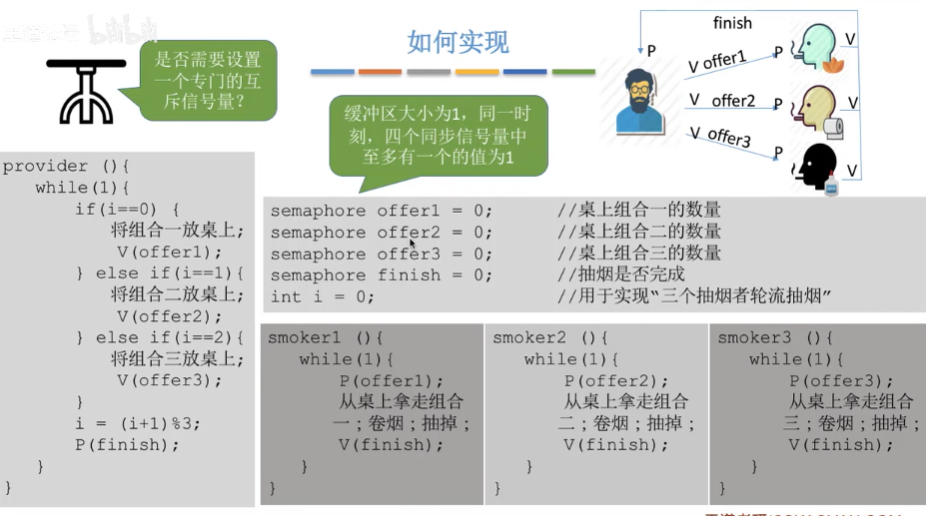 如何实现
是否需要设置
一个专门的互
斥信号量？
缓冲区大小为1，同一时
刻，四个同步信号量中
至多有一个的值为1
finish
P
V offer1
P
V
V offer2
P
V
V offer3
P
V
provider (){
while(1){
if(i==0) {
将组合一放桌上;
V(offer1);
} else if(i==1){
将组合二放桌上;
V(offer2);
} else if(i==2){
将组合三放桌上;
V(offer3);
}
i = (i+1)%3;
P(finish);
}
}
semaphore offer1 = 0; //桌上组合一的数量
semaphore offer2 = 0; //桌上组合二的数量
semaphore offer3 = 0; //桌上组合三的数量
semaphore finish = 0; //抽烟是否完成
int i = 0; //用于实现“三个抽烟者轮流抽烟”
smoker1 (){
while(1){
P(offer1);
从桌上拿走组合
一；卷烟；抽掉；
V(finish);
}
}
smoker2 (){
while(1){
P(offer2);
从桌上拿走组合
二；卷烟；抽掉；
V(finish);
}
}
smoker3 (){
while(1){
P(offer3);
从桌上拿走组合
三；卷烟；抽掉；
V(finish);
}
}